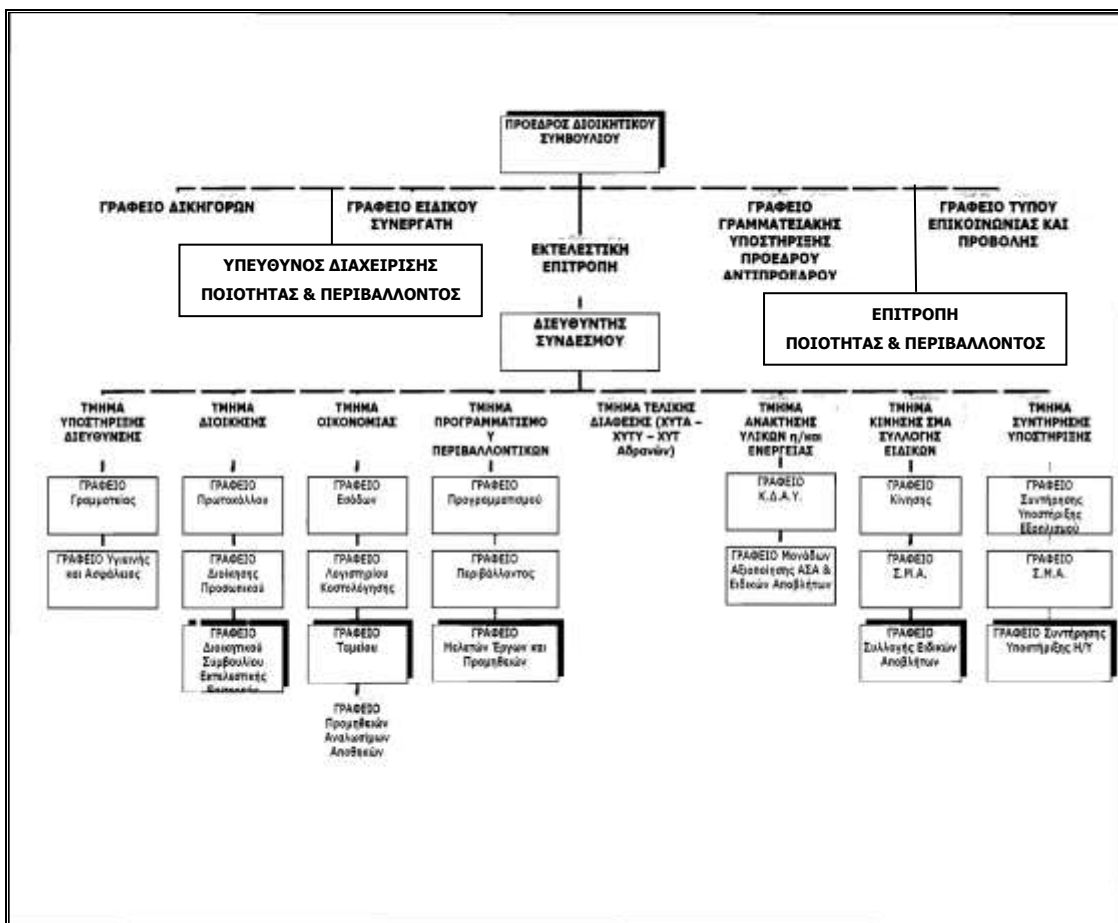 ΠΡΟΕΔΡΟΣ ΔΙΟΙΚΗΤΙΚΟΥ
ΣΥΜΒΟΥΛΙΟΥ
ΓΡΑΦΕΙΟ ΔΙΚΗΓΟΡΩΝ
ΓΡΑΦΕΙΟ ΕΙΔΙΚΟΥ
ΣΥΝΕΡΓΑΤΗ
ΓΡΑΦΕΙΟ
ΓΡΑΜΜΑΤΕΙΑΚΗΣ
ΥΠΟΣΤΗΡΙΞΗΣ
ΠΡΟΕΔΡΟΥ
ΑΝΤΙΠΡΟΕΔΡΟΥ
ΓΡΑΦΕΙΟ ΤΥΠΟΥ
ΕΠΙΚΟΙΝΩΝΙΑΣ ΚΑΙ
ΠΡΟΒΟΛΗΣ
ΥΠΕΥΘΥΝΟΣ ΔΙΑΧΕΙΡΙΣΗΣ
ΠΟΙΟΤΗΤΑΣ & ΠΕΡΙΒΑΛΛΟΝΤΟΣ
ΕΚΤΕΛΕΣΤΙΚΗ
ΕΠΙΤΡΟΠΗ
ΕΠΙΤΡΟΠΗ
ΠΟΙΟΤΗΤΑΣ & ΠΕΡΙΒΑΛΛΟΝΤΟΣ
ΔΙΕΥΘΥΝΤΗΣ
ΣΥΝΔΕΣΜΟΥ
ΤΜΗΜΑ
ΥΠΟΣΤΗΡΙΣΗΣ
ΔΙΕΥΘΥΝΣΗΣ
ΤΜΗΜΑ
ΔΙΟΙΚΗΣΗΣ
ΤΜΗΜΑ
ΟΙΚΟΝΟΜΙΑΣ
ΤΜΗΜΑ
ΠΡΟΓΡΑΜΜΑΤΙΣΜΟ
Υ
ΠΕΡΙΒΑΛΛΟΝΤΙΚΩΝ
ΤΜΗΜΑ ΤΕΛΙΚΗΣ
ΔΙΑΘΕΣΗΣ (ΧΥΤΑ –
ΧΥΤΥ – ΧΥΤ
Αδρανών)
ΤΜΗΜΑ
ΑΝΑΚΤΗΣΗΣ
ΥΛΙΚΩΝ η/και
ΕΝΕΡΓΕΙΑΣ
ΤΜΗΜΑ
ΚΙΝΗΣΗΣ ΣΜΑ
ΣΥΛΛΟΓΗΣ
ΕΙΔΙΚΩΝ
ΤΜΗΜΑ
ΣΥΝΤΗΡΗΣΗΣ
ΥΠΟΣΤΗΡΙΞΗΣ
ΓΡΑΦΕΙΟ
Γραμματείας
ΓΡΑΦΕΙΟ
Πρωτοκόλλου
ΓΡΑΦΕΙΟ
Εσόδων
ΓΡΑΦΕΙΟ
Προγραμματισμού
ΓΡΑΦΕΙΟ
Κ.Δ.Α.Υ.
ΓΡΑΦΕΙΟ
Κίνησης
ΓΡΑΦΕΙΟ
Συντήρησης
Υποστήριξης
Εξοπλισμού
ΓΡΑΦΕΙΟ Υγιεινής
και Ασφάλειας
ΓΡΑΦΕΙΟ
Διοίκησης
Προσωπικού
ΓΡΑΦΕΙΟ
Λογιστηρίου
Κοστολόγησης
ΓΡΑΦΕΙΟ
Περιβάλλοντος
ΓΡΑΦΕΙΟ Μονάδων
Αξιοποίησης ΑΣΑ &
Ειδικών Αποβλήτων
ΓΡΑΦΕΙΟ
Σ.Μ.Α.
ΓΡΑΦΕΙΟ
Σ.Μ.Α.
ΓΡΑΦΕΙΟ
Διοικητικού
Συμβουλίου
Εκτελεστικής
ΓΡΑΦΕΙΟ
Ταμείου
ΓΡΑΦΕΙΟ
Μελετών Έργων και
Προμηθειών
ΓΡΑΦΕΙΟ
Συλλογής Ειδικών
Αποβλήτων
ΓΡΑΦΕΙΟ Συντήρησης
Υποστήριξης Η/Υ
ΓΡΑΦΕΙΟ
Προμηθειών
Αναλωσίμων
Αποθηκών